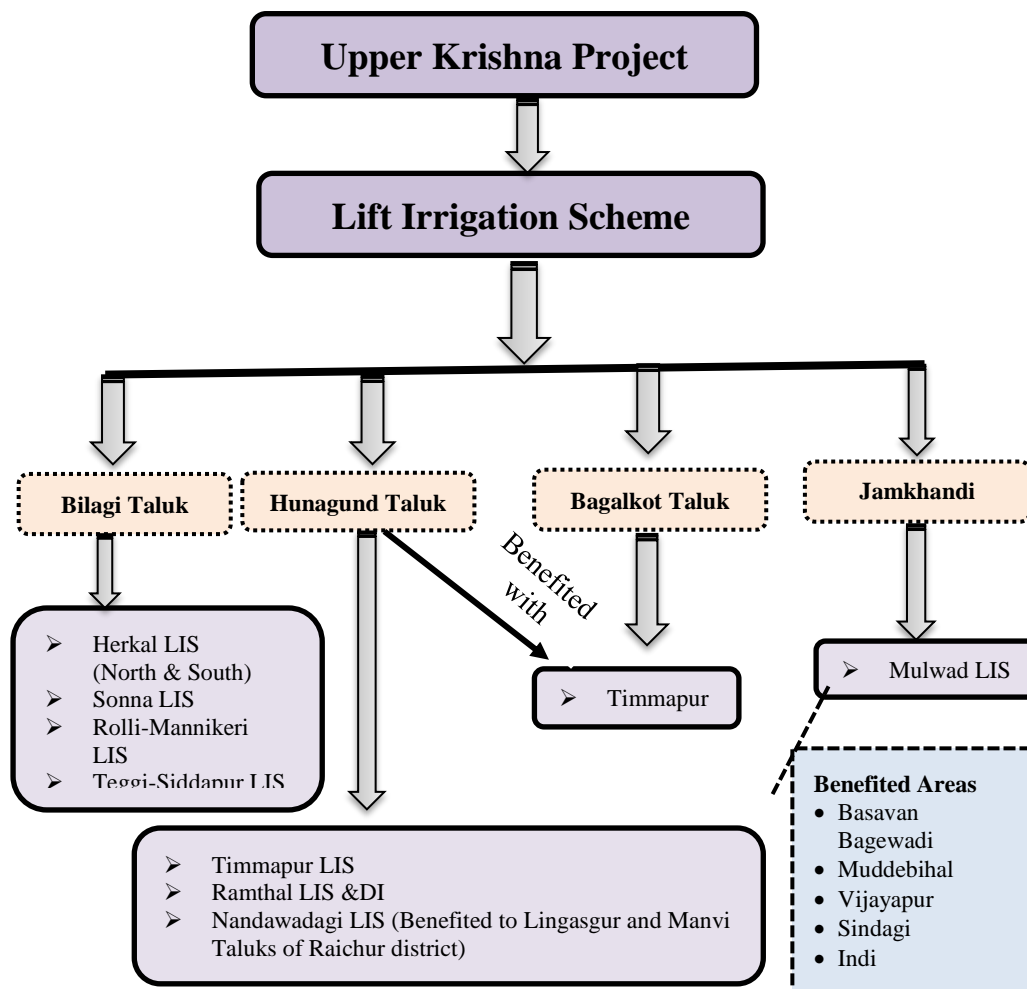 Upper Krishna Project
Lift Irrigation Scheme
Bilagi Taluk
Hunagund Taluk
Bagalkot Taluk
Jamkhandi
Benefited
with
➢ Herkal LIS
(North & South)
➢ Sonna LIS
➢ Rolli-Mannikeri
LIS
➢ Teggi-Siddapur LIS
➢ Timmapur
➢ Mulwad LIS
Benefited Areas
• Basavan
Bagewadi
• Muddebihal
• Vijayapur
• Sindagi
• Indi
➢ Timmapur LIS
➢ Ramthal LIS &DI
➢ Nandawadagi LIS (Benefited to Lingasgur and Manvi
Taluks of Raichur district)